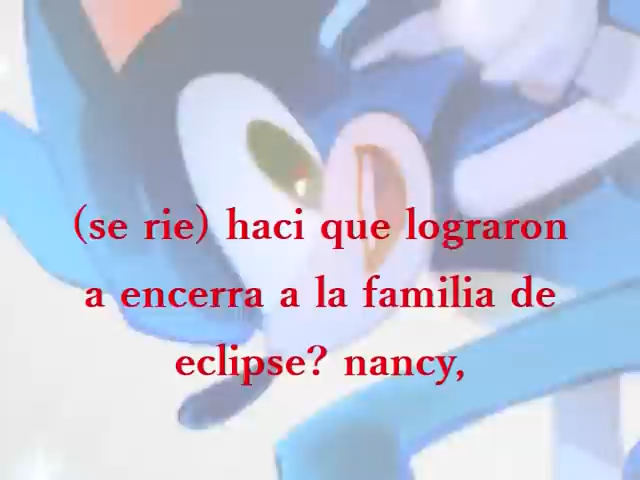 (se rie) haci que lograron
a encerra a la familia de
eclipse? nancy,